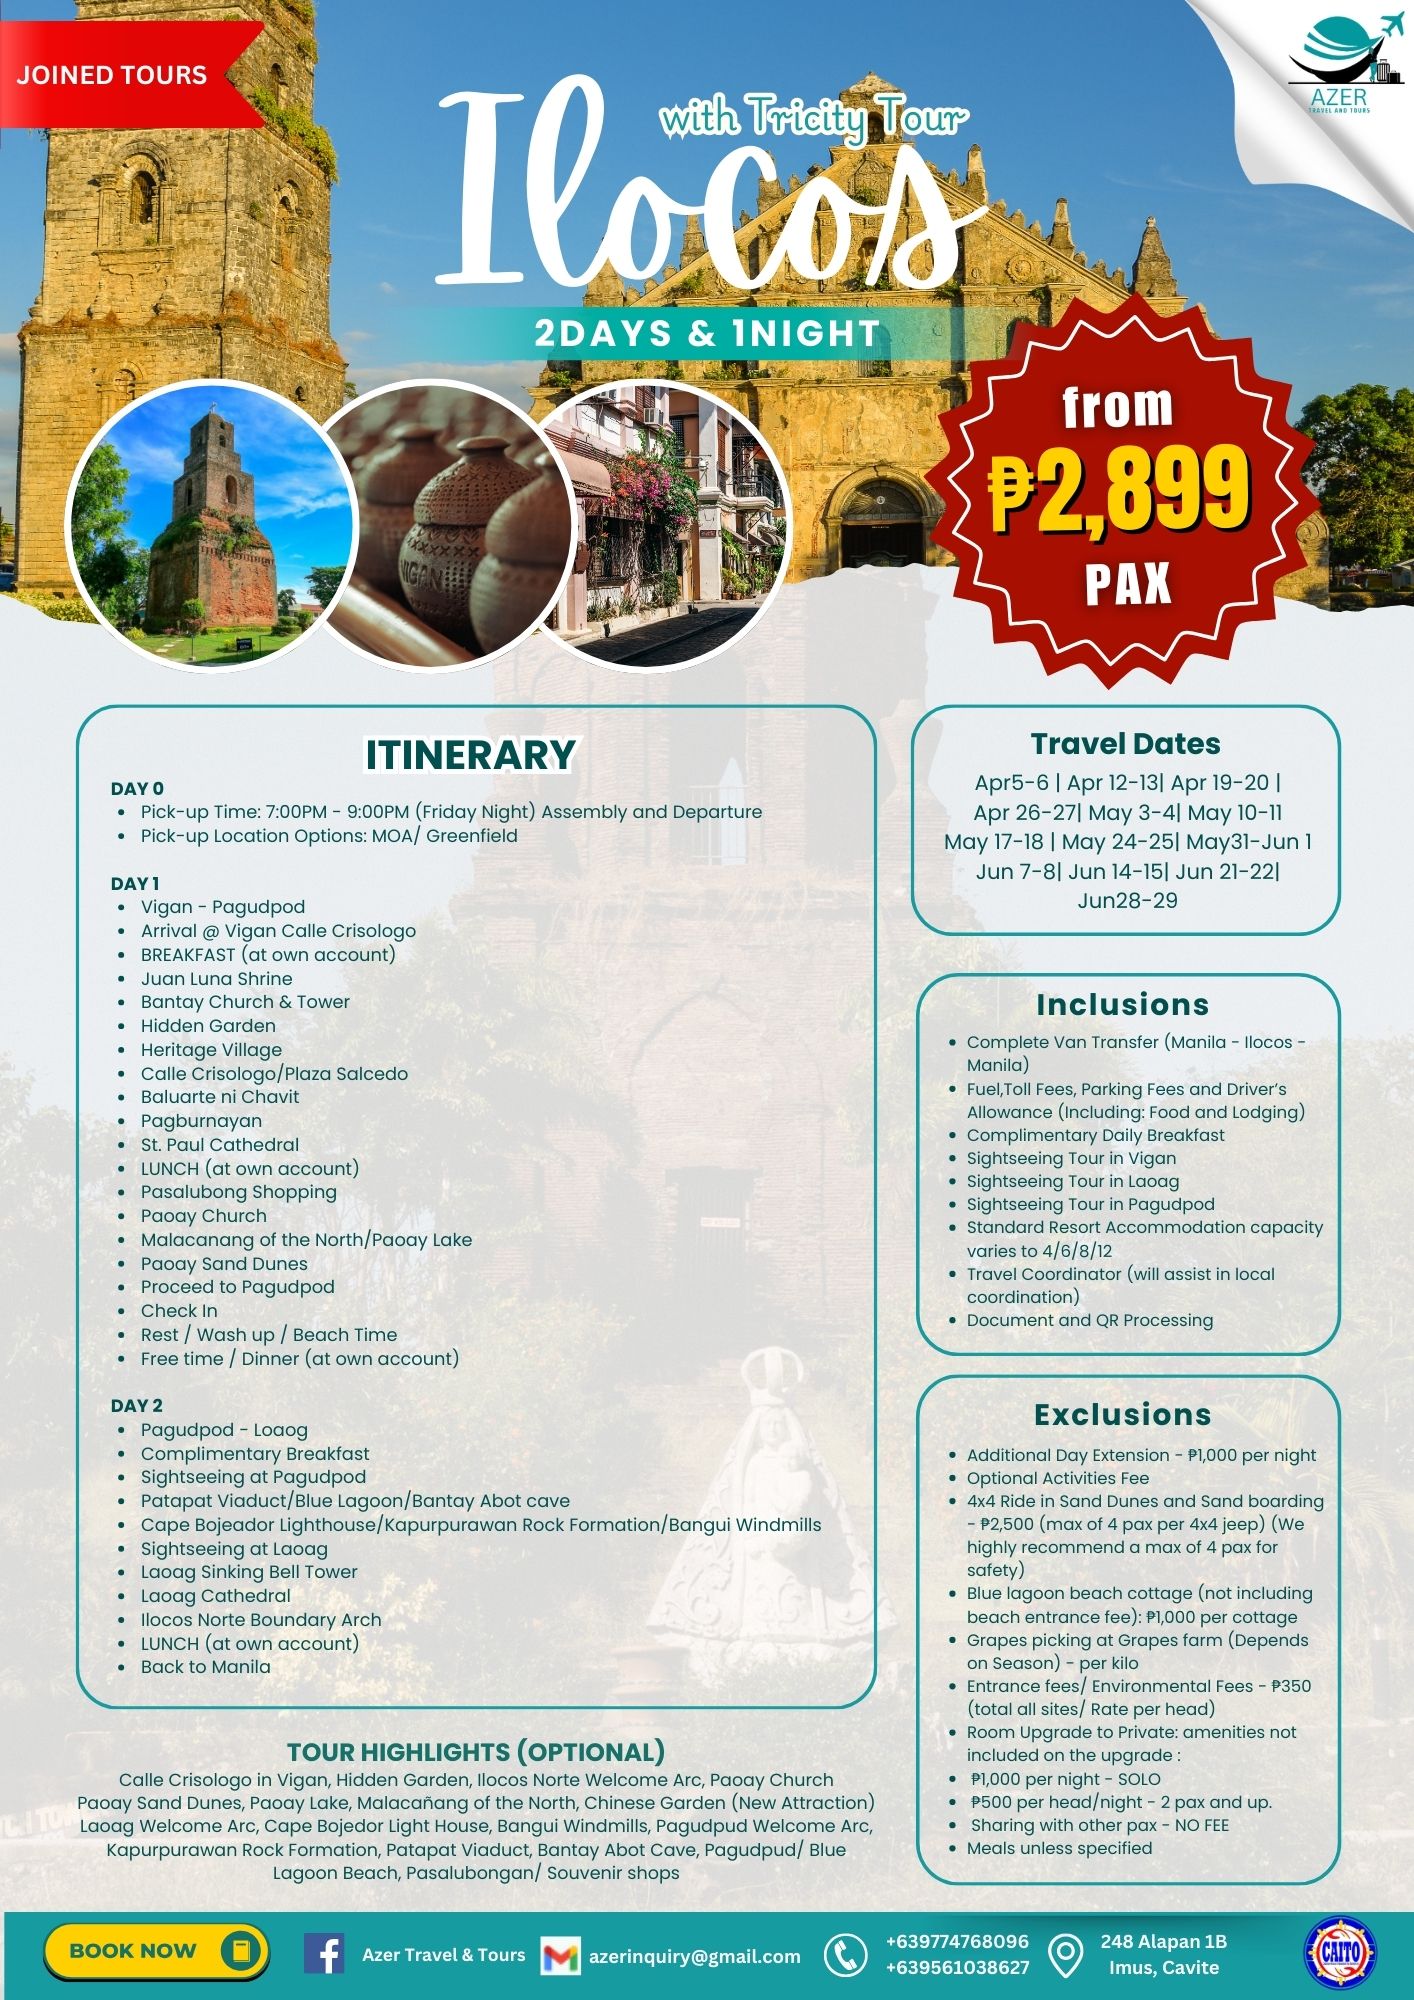 JOINED TOURS
AZER
TRAVEL AND TOURS
with Tricity Tour
Ilocos
2DAYS & 1NIGHT
VIGAN
from
₱2,899
PAX
ITINERARY
DAY 0
• Pick-up Time: 7:00PM - 9:00PM (Friday Night) Assembly and Departure
• Pick-up Location Options: MOA/ Greenfield
DAY 1
• Vigan - Pagudpod
• Arrival @ Vigan Calle Crisologo
• BREAKFAST (at own account)
• Juan Luna Shrine
• Bantay Church & Tower
• Hidden Garden
• Heritage Village
• Calle Crisologo/Plaza Salcedo
• Baluarte ni Chavit
• Pagburnayan
• St. Paul Cathedral
• LUNCH (at own account)
• Pasalubong Shopping
• Paoay Church
• Malacanang of the North/Paoay Lake
• Paoay Sand Dunes
• Proceed to Pagudpod
• Check In
• Rest / Wash up / Beach Time
• Free time / Dinner (at own account)
DAY 2
• Pagudpod - Loaog
• Complimentary Breakfast
• Sightseeing at Pagudpod
• Patapat Viaduct/Blue Lagoon/Bantay Abot cave
• Cape Bojeador Lighthouse/Kapurpurawan Rock Formation/Bangui Windmills
• Sightseeing at Laoag
• Laoag Sinking Bell Tower
• Laoag Cathedral
• Ilocos Norte Boundary Arch
• LUNCH (at own account)
• Back to Manila
TOUR HIGHLIGHTS (OPTIONAL)
Calle Crisologo in Vigan, Hidden Garden, Ilocos Norte Welcome Arc, Paoay Church
Paoay Sand Dunes, Paoay Lake, Malacañang of the North, Chinese Garden (New Attraction)
Laoag Welcome Arc, Cape Bojedor Light House, Bangui Windmills, Pagudpud Welcome Arc,
Kapurpurawan Rock Formation, Patapat Viaduct, Bantay Abot Cave, Pagudpud/ Blue
Lagoon Beach, Pasalubongan/ Souvenir shops
Travel Dates
Apr5-6 | Apr 12-13| Apr 19-20 |
Apr 26-27| May 3-4| May 10-11
May 17-18 | May 24-25| May31-Jun 1
Jun 7-8| Jun 14-15| Jun 21-22|
Jun28-29
Inclusions
• Complete Van Transfer (Manila - Ilocos -
Manila)
• Fuel,Toll Fees, Parking Fees and Driver's
Allowance (Including: Food and Lodging)
• Complimentary Daily Breakfast
• Sightseeing Tour in Vigan
• Sightseeing Tour in Laoag
• Sightseeing Tour in Pagudpod
• Standard Resort Accommodation capacity
varies to 4/6/8/12
• Travel Coordinator (will assist in local
coordination)
• Document and QR Processing
Exclusions
• Additional Day Extension - ₱1,000 per night
• Optional Activities Fee
• 4x4 Ride in Sand Dunes and Sand boarding
- ₱2,500 (max of 4 pax per 4x4 jeep) (We
highly recommend a max of 4 pax for
safety)
• Blue lagoon beach cottage (not including
beach entrance fee): ₱1,000 per cottage
• Grapes picking at Grapes farm (Depends
on Season) - per kilo
• Entrance fees/ Environmental Fees - ₱350
(total all sites/ Rate per head)
• Room Upgrade to Private: amenities not
included on the upgrade :
• ₱1,000 per night - SOLO
• ₱500 per head/night - 2 pax and up.
• Sharing with other pax - NO FEE
• Meals unless specified
BOOK NOW
Azer Travel & Tours
azerinquiry@gmail.com
+639774768096
+639561038627
248 Alapan 1B
Imus, Cavite
CAITO